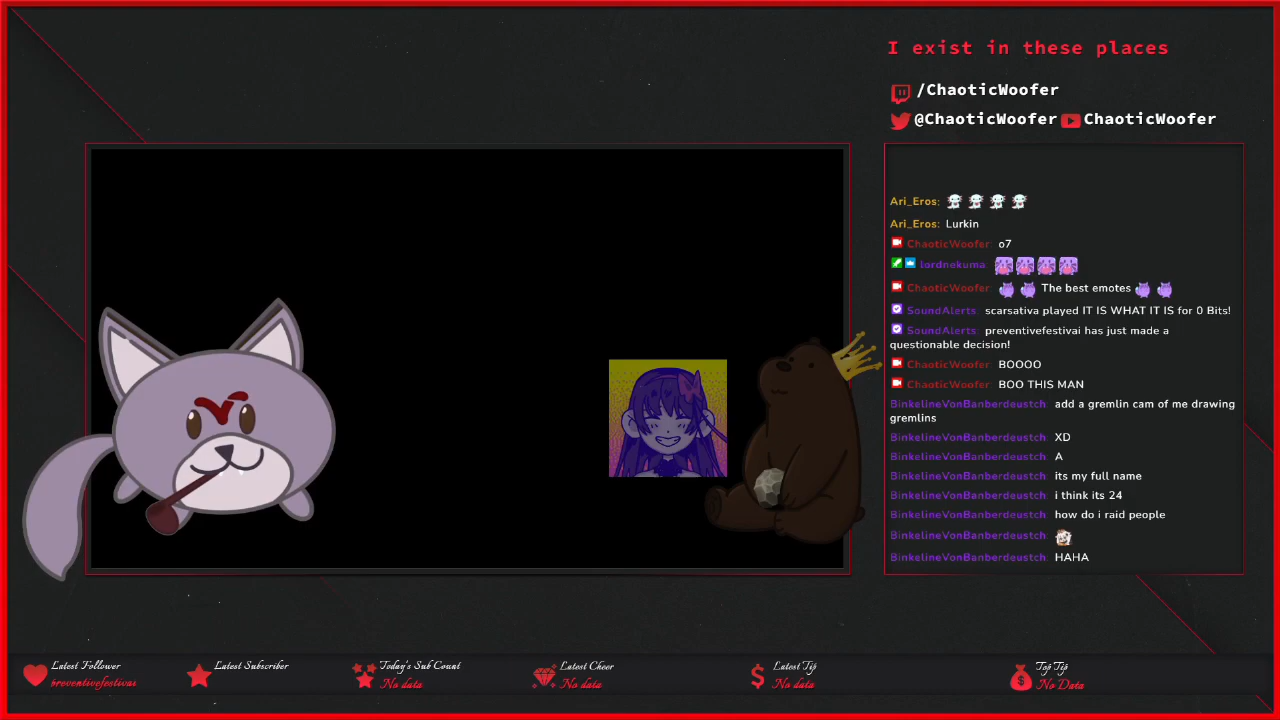 I exist in these places
/ChaoticWoofer
@ChaoticWoofer ChaoticWoofer
Ari_Eros:
Ari_Eros: Lurkin
ChaoticWoofer: o7
lordnekuma:
ChaoticWoofer: The best emotes
SoundAlerts: scarsativa played IT IS WHAT IT IS for 0 Bits!
SoundAlerts: preventivefestivai has just made a
questionable decision!
ChaoticWoofer: BOOOO
ChaoticWoofer: BOO THIS MAN
BinkelineVonBanberdeustch: add a gremlin cam of me drawing
gremlins
BinkelineVonBanberdeustch: XD
BinkelineVonBanberdeustch: A
BinkelineVonBanberdeustch: its my full name
BinkelineVonBanberdeustch: i think its 24
BinkelineVonBanberdeustch: how do i raid people
BinkelineVonBanberdeustch:
BinkelineVonBanberdeustch: HAHA
Latest Follower
preventivefestivai
Latest Subscriber
Today's Sub Count
No data
Latest Cheer
No data
Latest Tip
No data
Top Tip
No Data